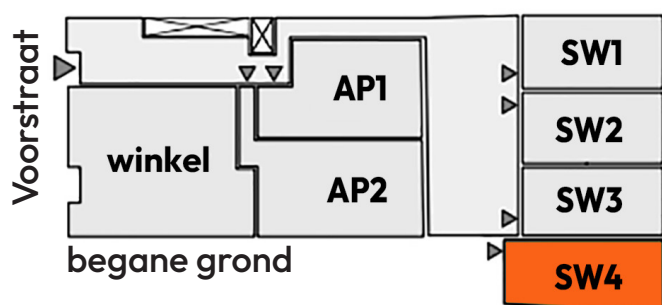 Voorstraat
SW1
AP1
SW2
winkel
AP2
SW3
begane grond
SW4